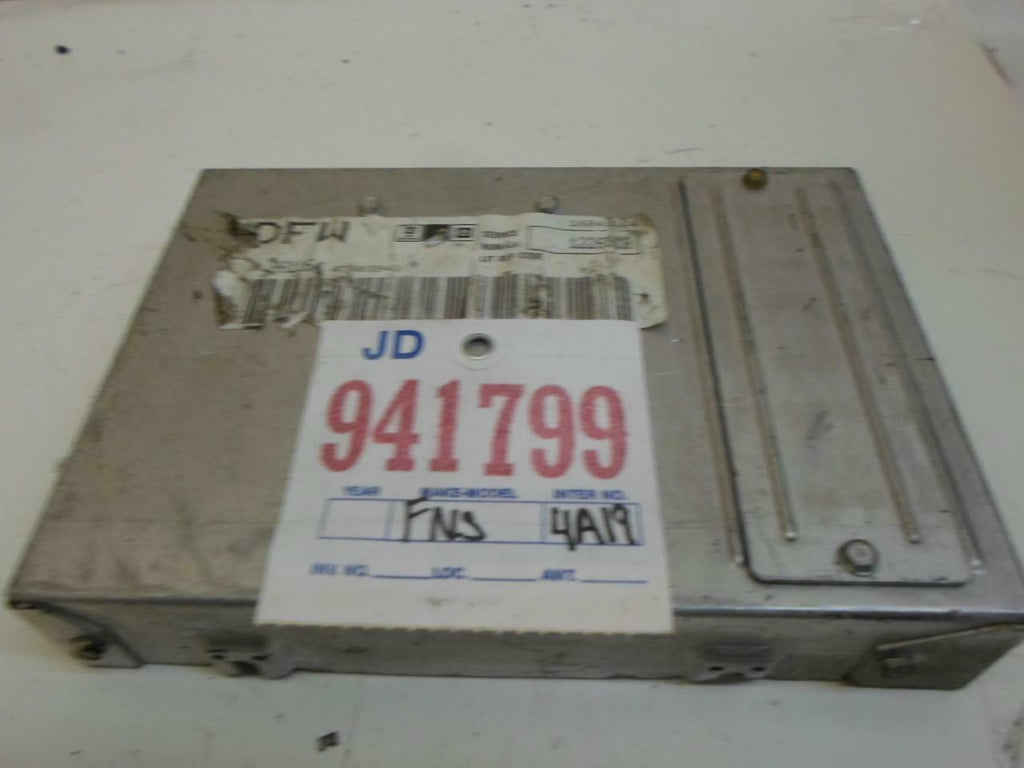 DFW
JD
941799
YEAR MAKE-MODEL INTER NO.
FNS 4A19
INV. NO. LOC. AMT.